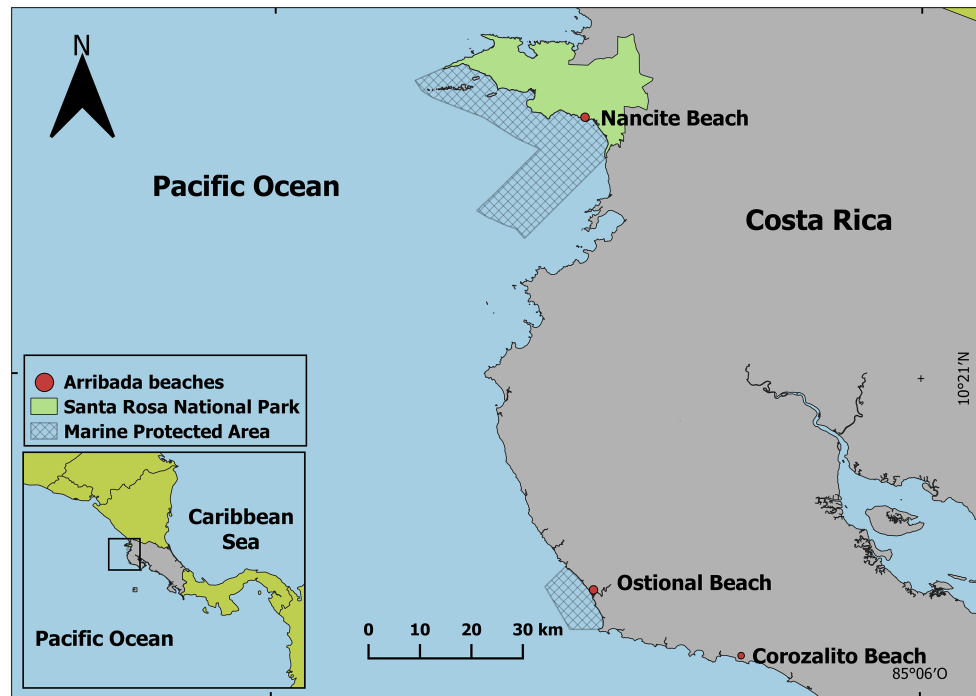 N
Nancite Beach
Pacific Ocean
Costa Rica
Arribada beaches
Santa Rosa National Park
Marine Protected Area
10°21′N
Caribbean
Sea
Pacific Ocean
Ostional Beach
0 10 20 30 km
Corozalito Beach
85°06′O